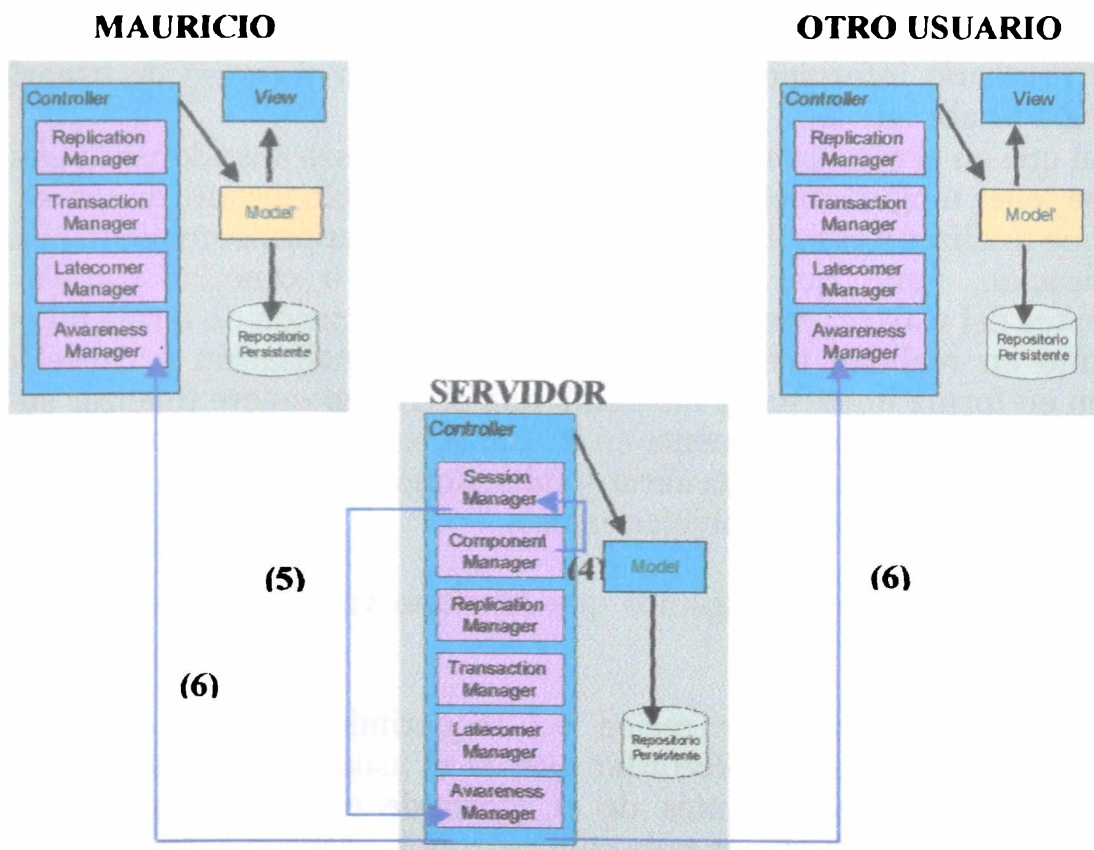 MAURICIO
OTRO USUARIO
Controller
View
Replication
Manager
Transaction
Manager
Model'
Latecomer
Manager
Awareness
Manager
Repositorio
Persistente
Controller
View
Replication
Manager
Transaction
Manager
Model'
Latecomer
Manager
Awareness
Manager
Repositorio
Persistente
SERVIDOR
Controller
Session
Manager
Component
Manager
(4)
Model
(5)
(6)
Replication
Manager
Transaction
Manager
(6)
Latecomer
Manager
Repositorio
Persistente
Awareness
Manager